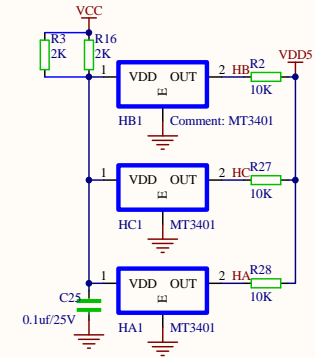 VCC
R3 R16
2K 2K
VDD5
1 VDD OUT 2 HB R2
E
10K
HB1 Comment: MT3401
1 VDD OUT 2 HC R27
E
10K
HC1 MT3401
1 VDD OUT 2 HA R28
E
10K
C25
0.1uf/25V
HA1 MT3401